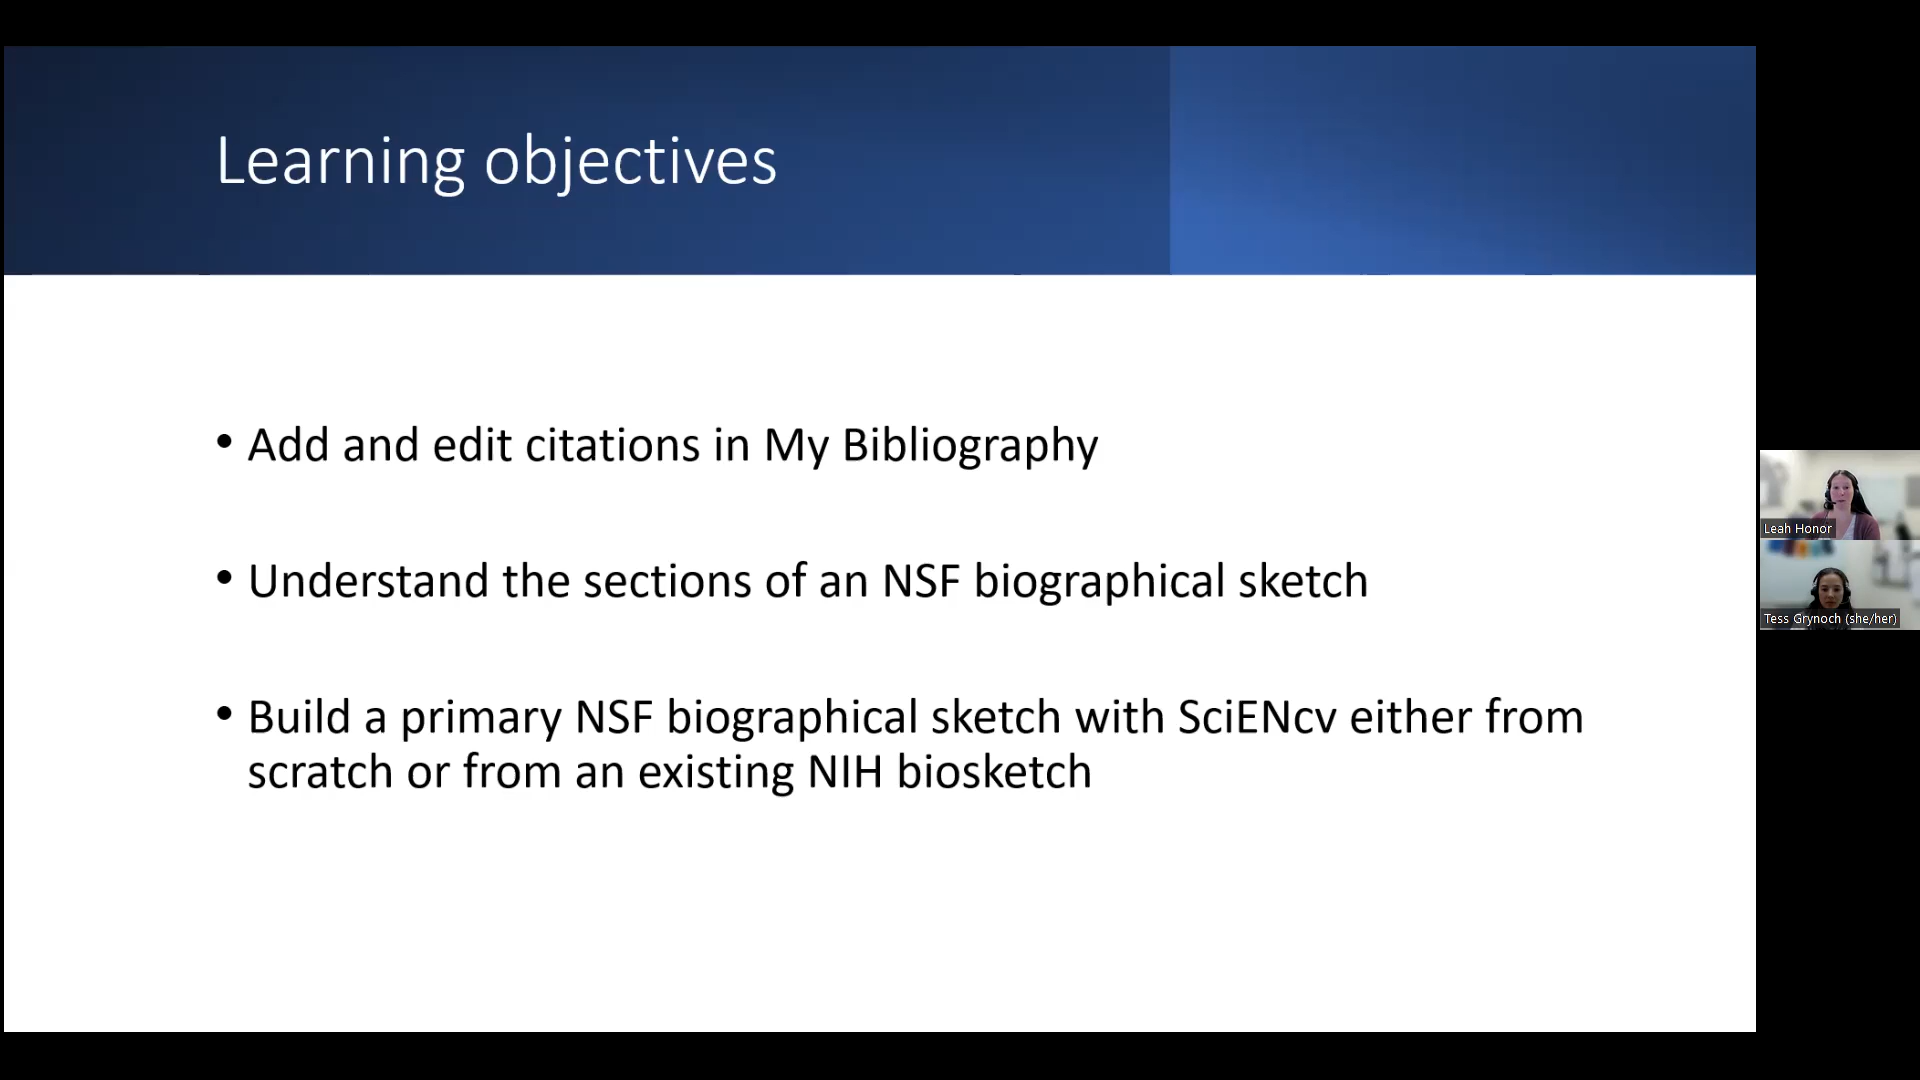 Learning objectives
• Add and edit citations in My Bibliography
• Understand the sections of an NSF biographical sketch
• Build a primary NSF biographical sketch with SciENcv either from
scratch or from an existing NIH biosketch
Leah Honor
Tess Grynoch (she/her)